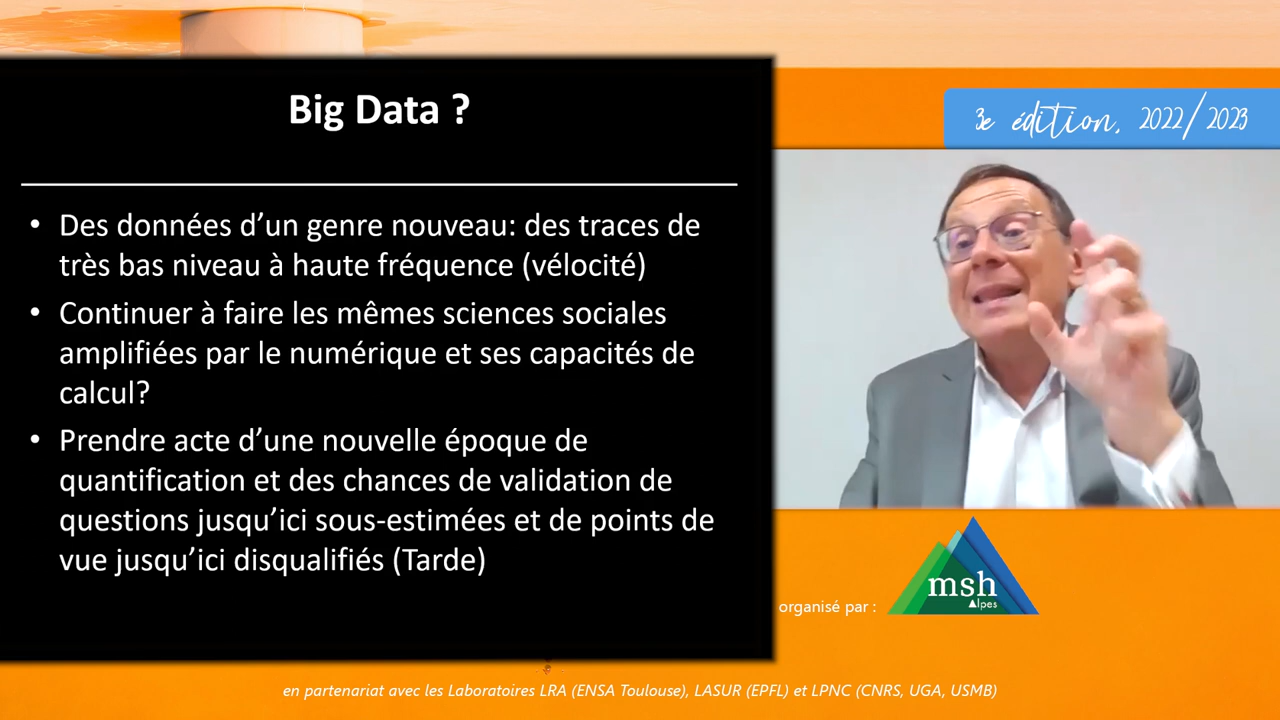 Big Data ?
3e édition, 2022/2023
• Des données d’un genre nouveau: des traces de
très bas niveau à haute fréquence (vélocité)
• Continuer à faire les mêmes sciences sociales
amplifiées par le numérique et ses capacités de
calcul?
• Prendre acte d’une nouvelle époque de
quantification et des chances de validation de
questions jusqu’ici sous-estimées et de points de
vue jusqu’ici disqualifiés (Tarde)
organisé par :
msh
Alpes
en partenariat avec les Laboratoires LRA (ENSA Toulouse), LASUR (EPFL) et LPNC (CNRS, UGA, USMB)